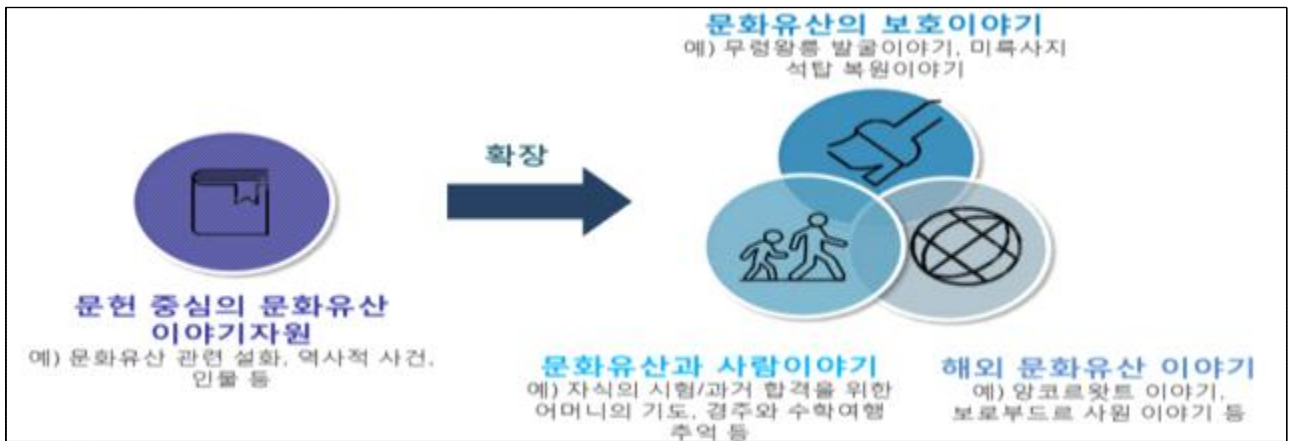 문화유산의 보호이야기
예) 무령왕릉 발굴이야기, 미륵사지
석탑 복원이야기
확장
문헌 중심의 문화유산
이야기자원
예) 문화유산 관련 설화, 역사적 사건,
인물 등
문화유산과 사람이야기
예) 자식의 시험/과거 합격을 위한
어머니의 기도, 경주와 수학여행
추억 등
해외 문화유산 이야기
예) 앙코르왓트 이야기,
보로부드르 사원 이야기 등